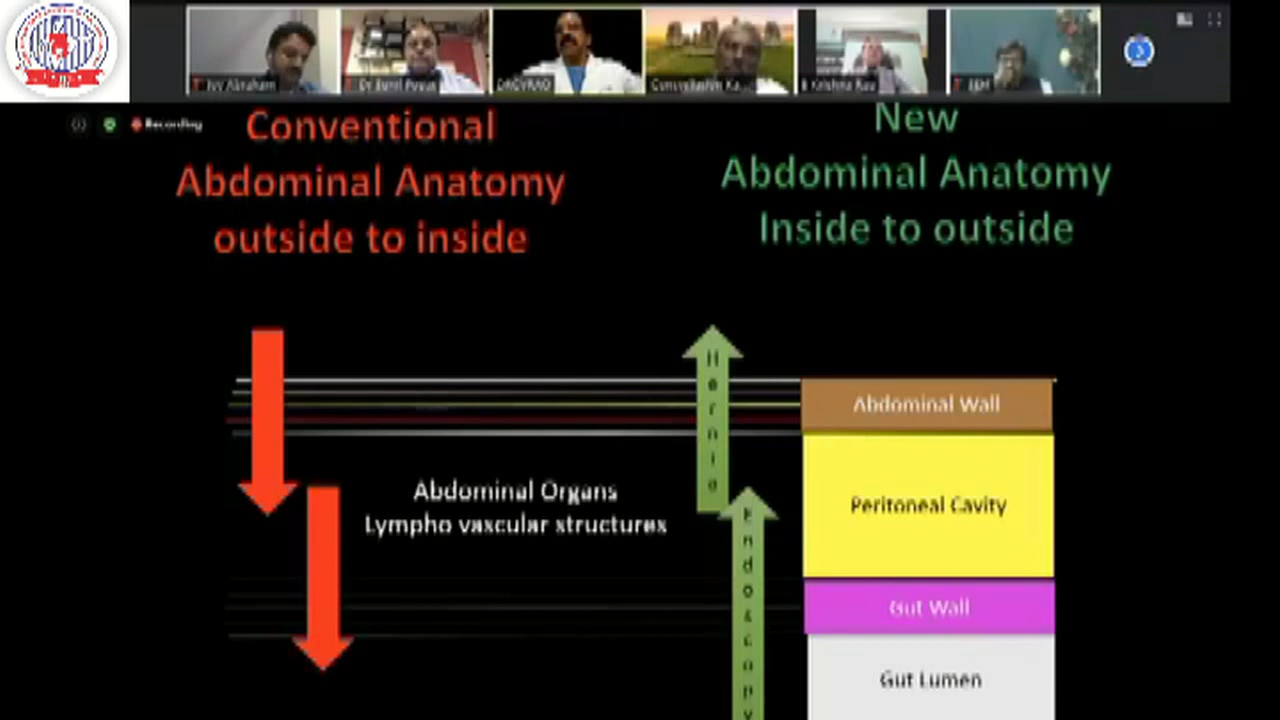 Recording
Conventional
Abdominal Anatomy
outside to inside
New
Abdominal Anatomy
Inside to outside
Hernia
Abdominal Wall
Abdominal Organs
Lympho vascular structures
Peritoneal Cavity
Endoscopy
Gut Wall
Gut Lumen